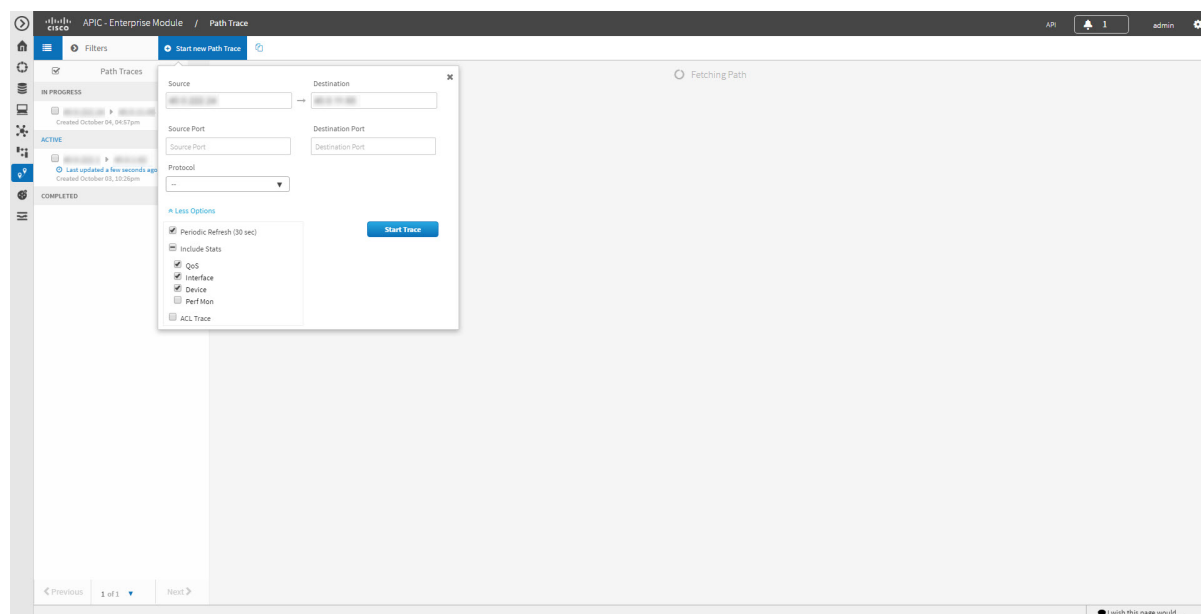 cisco APIC - Enterprise Module / Path Trace API 1 admin
Filters Start new Path Trace
Path Traces
IN PROGRESS
Created October 04, 04:57pm
ACTIVE
Last updated a few seconds ago
Created October 03, 10:26pm
COMPLETED
Source Destination
Source Port Destination Port
Source Port Destination Port
Protocol
--
Less Options
Periodic Refresh (30 sec)
Start Trace
Include Stats
QoS
Interface
Device
Perf Mon
ACL Trace
Fetching Path
Previous 1 of 1 Next
I wish this page would